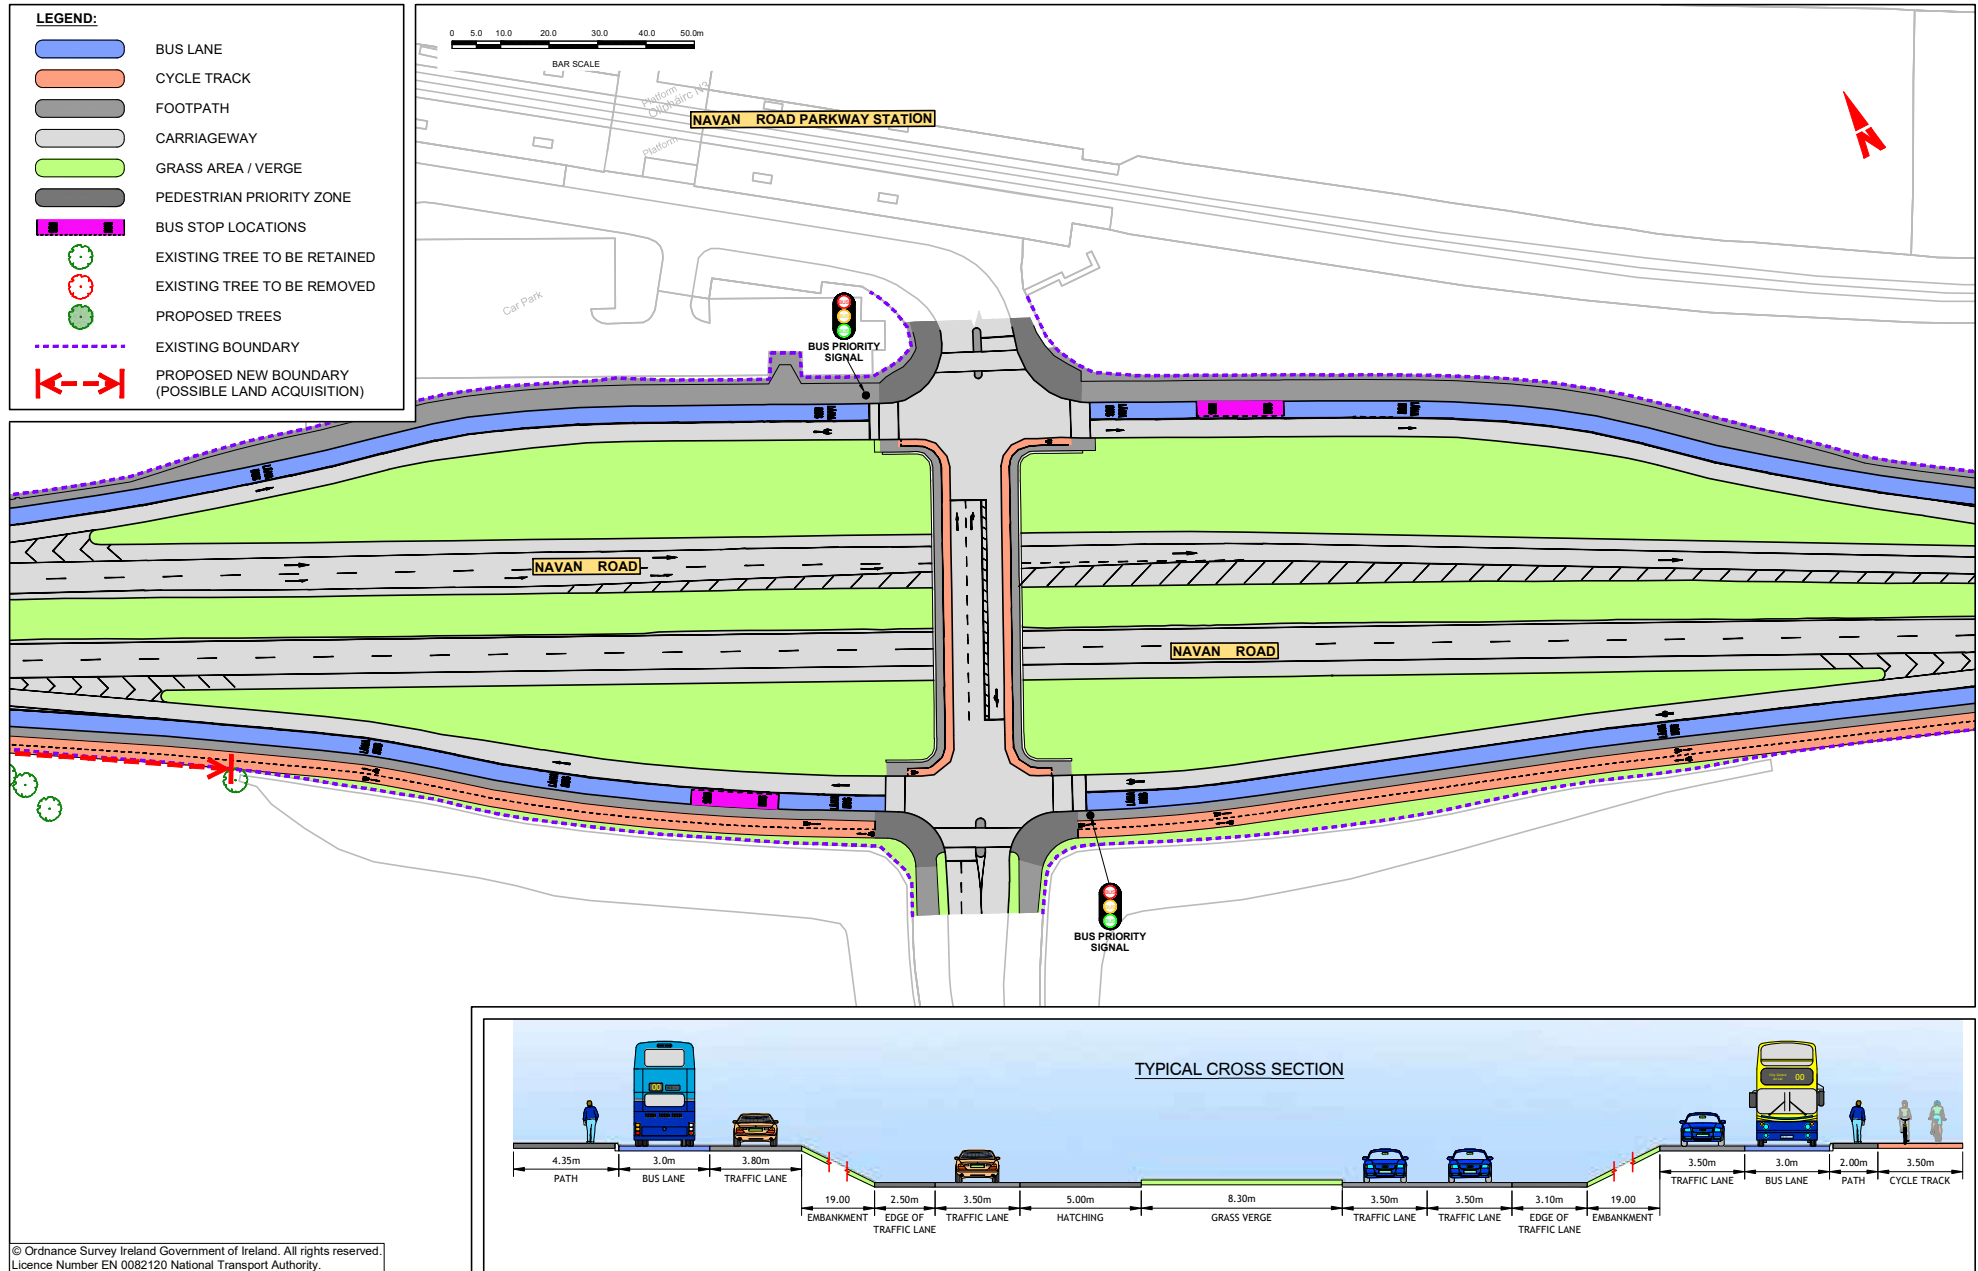 LEGEND:
BUS LANE
CYCLE TRACK
FOOTPATH
CARRIAGEWAY
GRASS AREA / VERGE
PEDESTRIAN PRIORITY ZONE
BUS STOP LOCATIONS
EXISTING TREE TO BE RETAINED
EXISTING TREE TO BE REMOVED
PROPOSED TREES
EXISTING BOUNDARY
PROPOSED NEW BOUNDARY
(POSSIBLE LAND ACQUISITION)
0 5.0 10.0 20.0 30.0 40.0 50.0m
BAR SCALE
Platform
NAVAN ROAD PARKWAY STATION
Platform
N
Car Park
BUS PRIORITY
SIGNAL
NAVAN ROAD
NAVAN ROAD
BUS PRIORITY
SIGNAL
TYPICAL CROSS SECTION
00
00
4.35m 3.0m 3.80m
PATH BUS LANE TRAFFIC LANE
3.50m 3.0m 2.00m 3.50m
TRAFFIC LANE BUS LANE PATH CYCLE TRACK
19.00 2.50m 3.50m 5.00m 8.30m 3.50m 3.50m 3.10m 19.00
EMBANKMENT EDGE OF TRAFFIC LANE HATCHING GRASS VERGE TRAFFIC LANE TRAFFIC LANE EDGE OF EMBANKMENT
TRAFFIC LANE TRAFFIC LANE
© Ordnance Survey Ireland Government of Ireland. All rights reserved.
Licence Number EN 0082120 National Transport Authority.